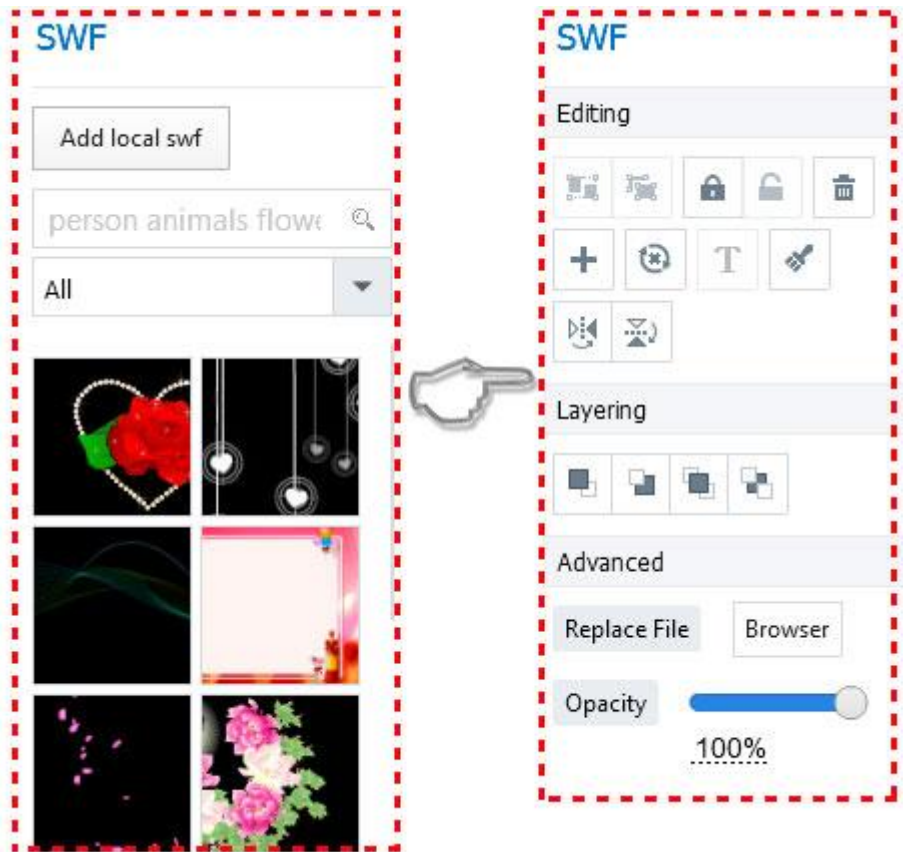 SWF
Add local swf
person animals flowe
All
SWF
Editing
T
Layering
Advanced
Replace File Browser
Opacity
100%